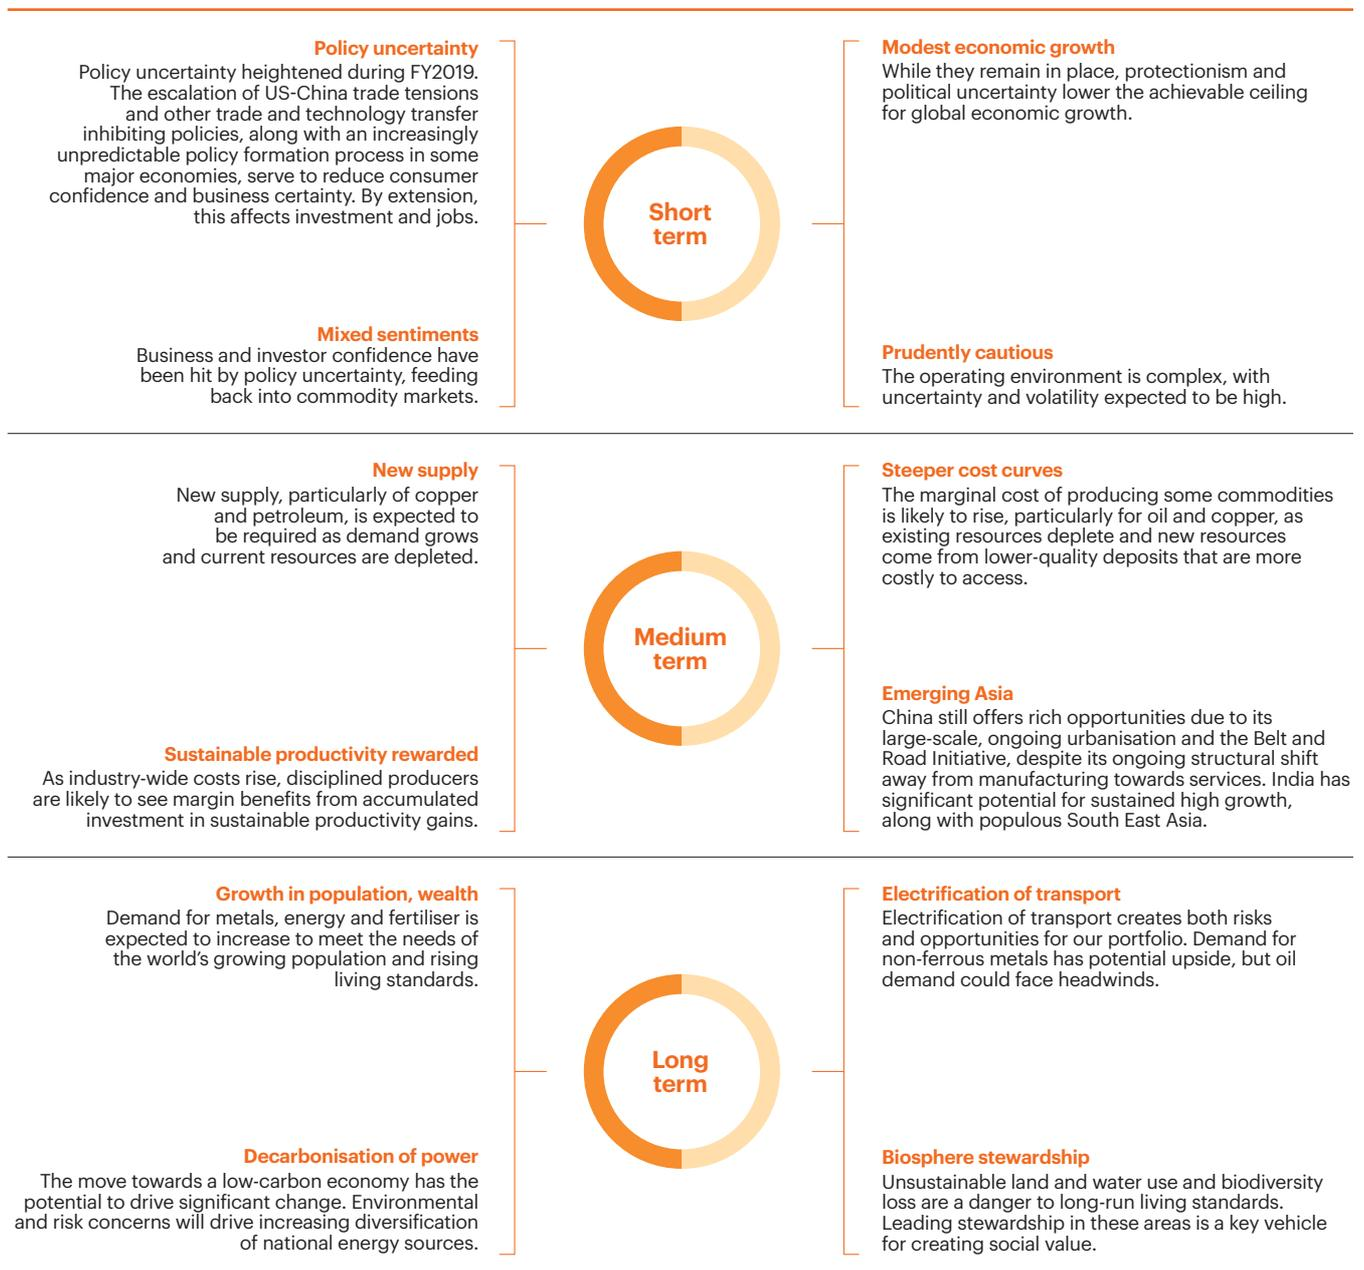 Policy uncertainty
Policy uncertainty heightened during FY2019.
The escalation of US-China trade tensions
and other trade and technology transfer
inhibiting policies, along with an increasingly
unpredictable policy formation process in some
major economies, serve to reduce consumer
confidence and business certainty. By extension,
this affects investment and jobs.
Mixed sentiments
Business and investor confidence have
been hit by policy uncertainty, feeding
back into commodity markets.
Short
term
Modest economic growth
While they remain in place, protectionism and
political uncertainty lower the achievable ceiling
for global economic growth.
Prudently cautious
The operating environment is complex, with
uncertainty and volatility expected to be high.
New supply
New supply, particularly of copper
and petroleum, is expected to
be required as demand grows
and current resources are depleted.
Sustainable productivity rewarded
As industry-wide costs rise, disciplined producers
are likely to see margin benefits from accumulated
investment in sustainable productivity gains.
Medium
term
Steeper cost curves
The marginal cost of producing some commodities
is likely to rise, particularly for oil and copper, as
existing resources deplete and new resources
come from lower-quality deposits that are more
costly to access.
Emerging Asia
China still offers rich opportunities due to its
large-scale, ongoing urbanisation and the Belt and
Road Initiative, despite its ongoing structural shift
away from manufacturing towards services. India has
significant potential for sustained high growth,
along with populous South East Asia.
Growth in population, wealth
Demand for metals, energy and fertiliser is
expected to increase to meet the needs of
the world’s growing population and rising
living standards.
Decarbonisation of power
The move towards a low-carbon economy has the
potential to drive significant change. Environmental
and risk concerns will drive increasing diversification
of national energy sources.
Long
term
Electrification of transport
Electrification of transport creates both risks
and opportunities for our portfolio. Demand for
non-ferrous metals has potential upside, but oil
demand could face headwinds.
Biosphere stewardship
Unsustainable land and water use and biodiversity
loss are a danger to long-run living standards.
Leading stewardship in these areas is a key vehicle
for creating social value.